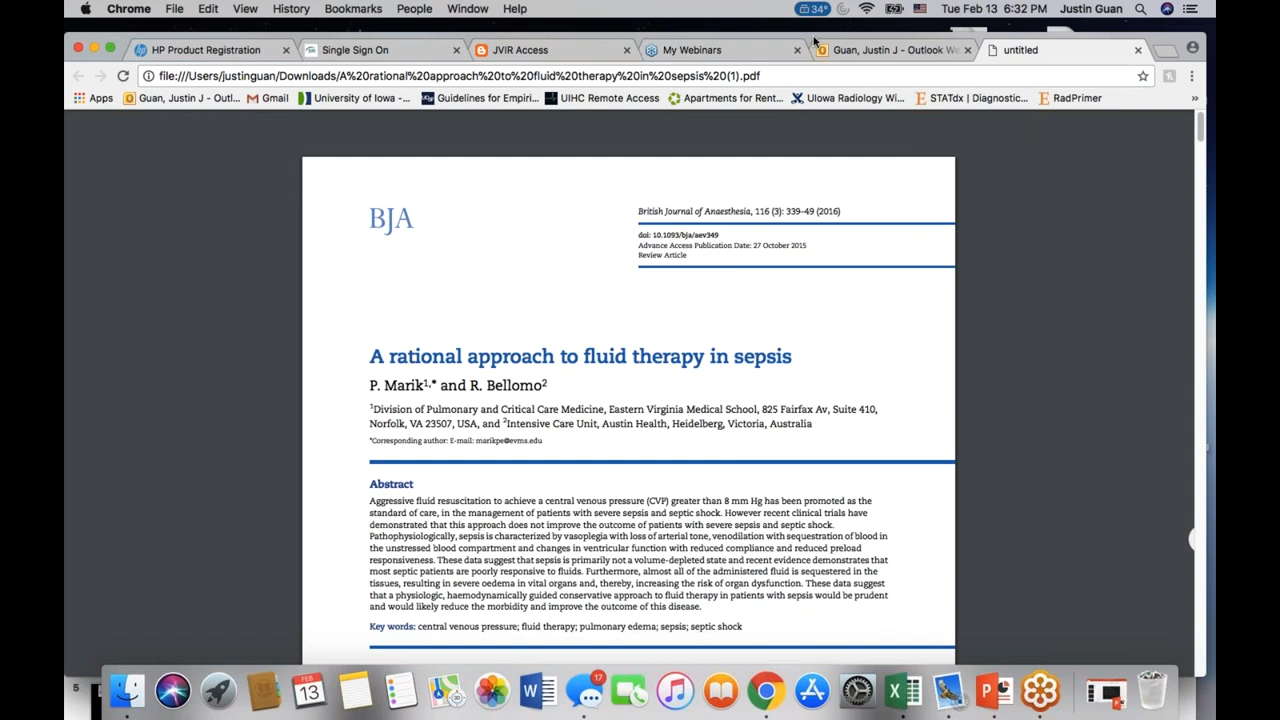 Chrome File Edit View History Bookmarks People Window Help 34° Tue Feb 13 6:32 PM Justin Guan
HP Product Registration Single Sign On JVIR Access My Webinars Guan, Justin J - Outlook We untitled
file:///Users/justinguan/Downloads/A%20rational%20approach%20to%20fluid%20therapy%20in%20sepsis%20(1).pdf
Apps Guan, Justin J - Outl... Gmail University of Iowa -... Guidelines for Empiri... UIHC Remote Access Apartments for Rent... UIowa Radiology Wi... STATdx | Diagnostic... RadPrimer »
BJA
British Journal of Anaesthesia, 116 (3): 339–49 (2016)
doi: 10.1093/bja/aev349
Advance Access Publication Date: 27 October 2015
Review Article
A rational approach to fluid therapy in sepsis
P. Marik1,* and R. Bellomo2
1Division of Pulmonary and Critical Care Medicine, Eastern Virginia Medical School, 825 Fairfax Av, Suite 410,
Norfolk, VA 23507, USA, and 2Intensive Care Unit, Austin Health, Heidelberg, Victoria, Australia
*Corresponding author: E-mail: marikpe@evms.edu
Abstract
Aggressive fluid resuscitation to achieve a central venous pressure (CVP) greater than 8 mm Hg has been promoted as the
standard of care, in the management of patients with severe sepsis and septic shock. However recent clinical trials have
demonstrated that this approach does not improve the outcome of patients with severe sepsis and septic shock.
Pathophysiologically, sepsis is characterized by vasoplegia with loss of arterial tone, venodilation with sequestration of blood in
the unstressed blood compartment and changes in ventricular function with reduced compliance and reduced preload
responsiveness. These data suggest that sepsis is primarily not a volume-depleted state and recent evidence demonstrates that
most septic patients are poorly responsive to fluids. Furthermore, almost all of the administered fluid is sequestered in the
tissues, resulting in severe oedema in vital organs and, thereby, increasing the risk of organ dysfunction. These data suggest
that a physiologic, haemodynamically guided conservative approach to fluid therapy in patients with sepsis would be prudent
and would likely reduce the morbidity and improve the outcome of this disease.
Key words: central venous pressure; fluid therapy; pulmonary edema; sepsis; septic shock
5
FEB
13
17